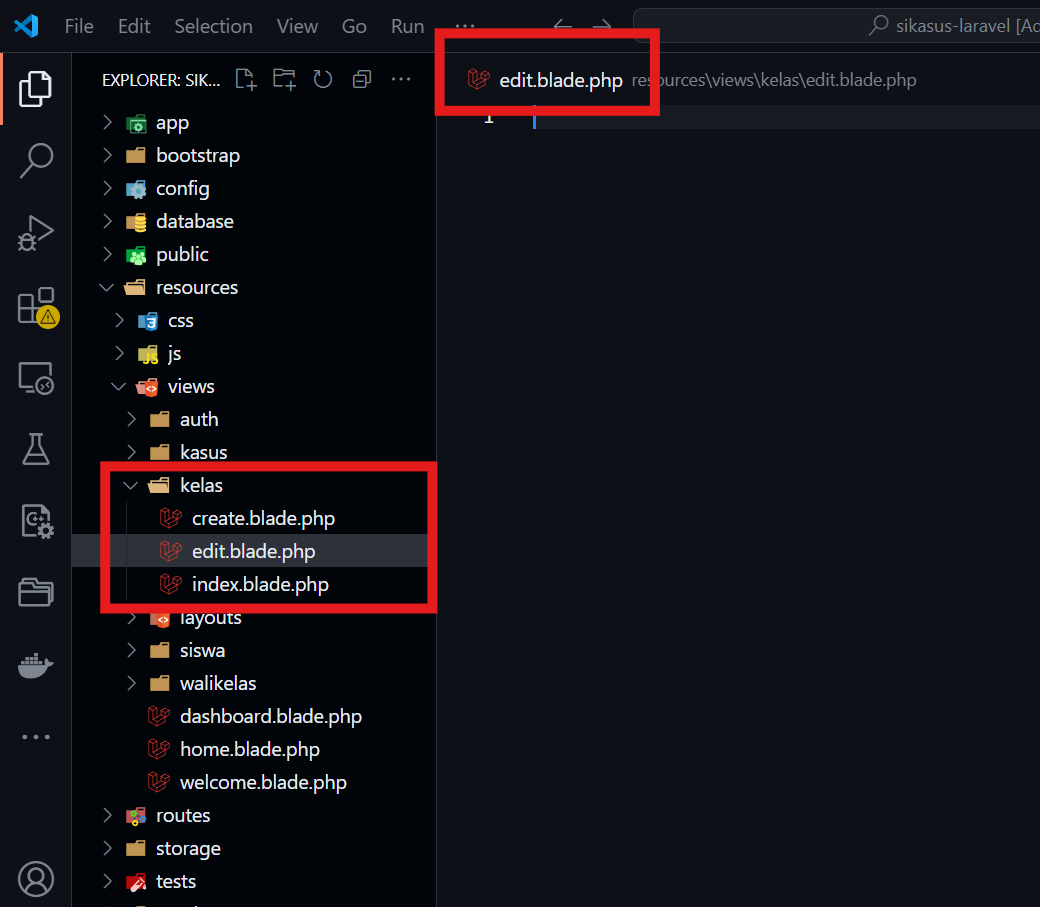 File Edit Selection View Go Run ··· sikasus-laravel [Ad
EXPLORER: SIK... ···
edit.blade.php resources\views\kelas\edit.blade.php
1
app
bootstrap
config
database
public
resources
css
js
views
auth
kasus
kelas
create.blade.php
edit.blade.php
index.blade.php
layouts
siswa
walikelas
dashboard.blade.php
home.blade.php
welcome.blade.php
routes
storage
tests